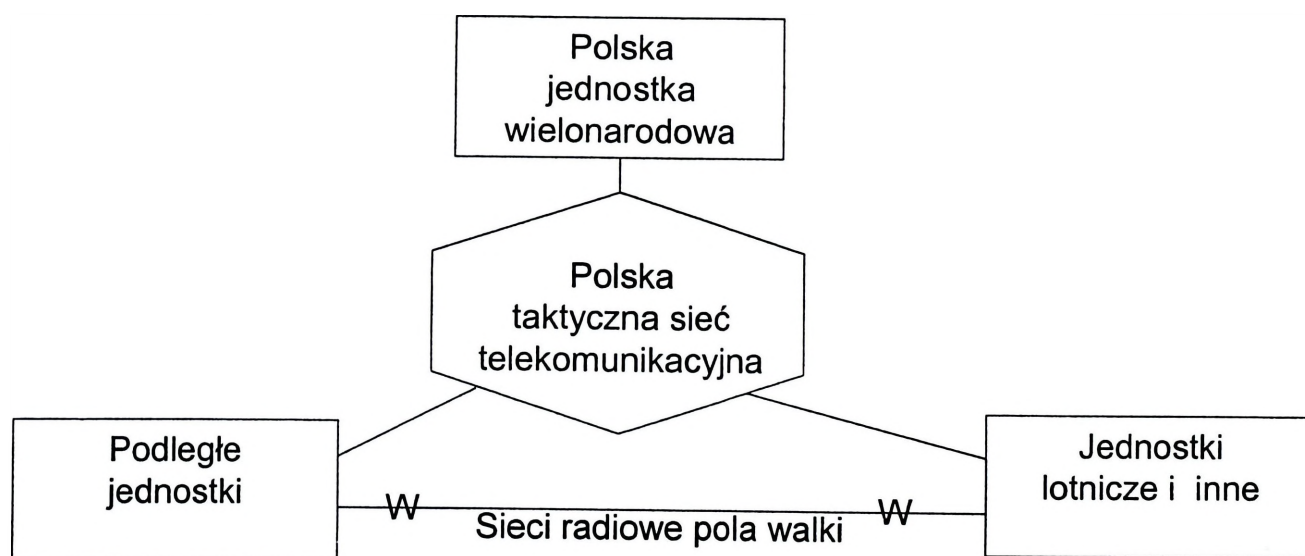 Polska
jednostka
wielonarodowa
Polska
taktyczna sieć
telekomunikacyjna
Podległe
jednostki
Jednostki
lotnicze i inne
W
W
Sieci radiowe pola walki